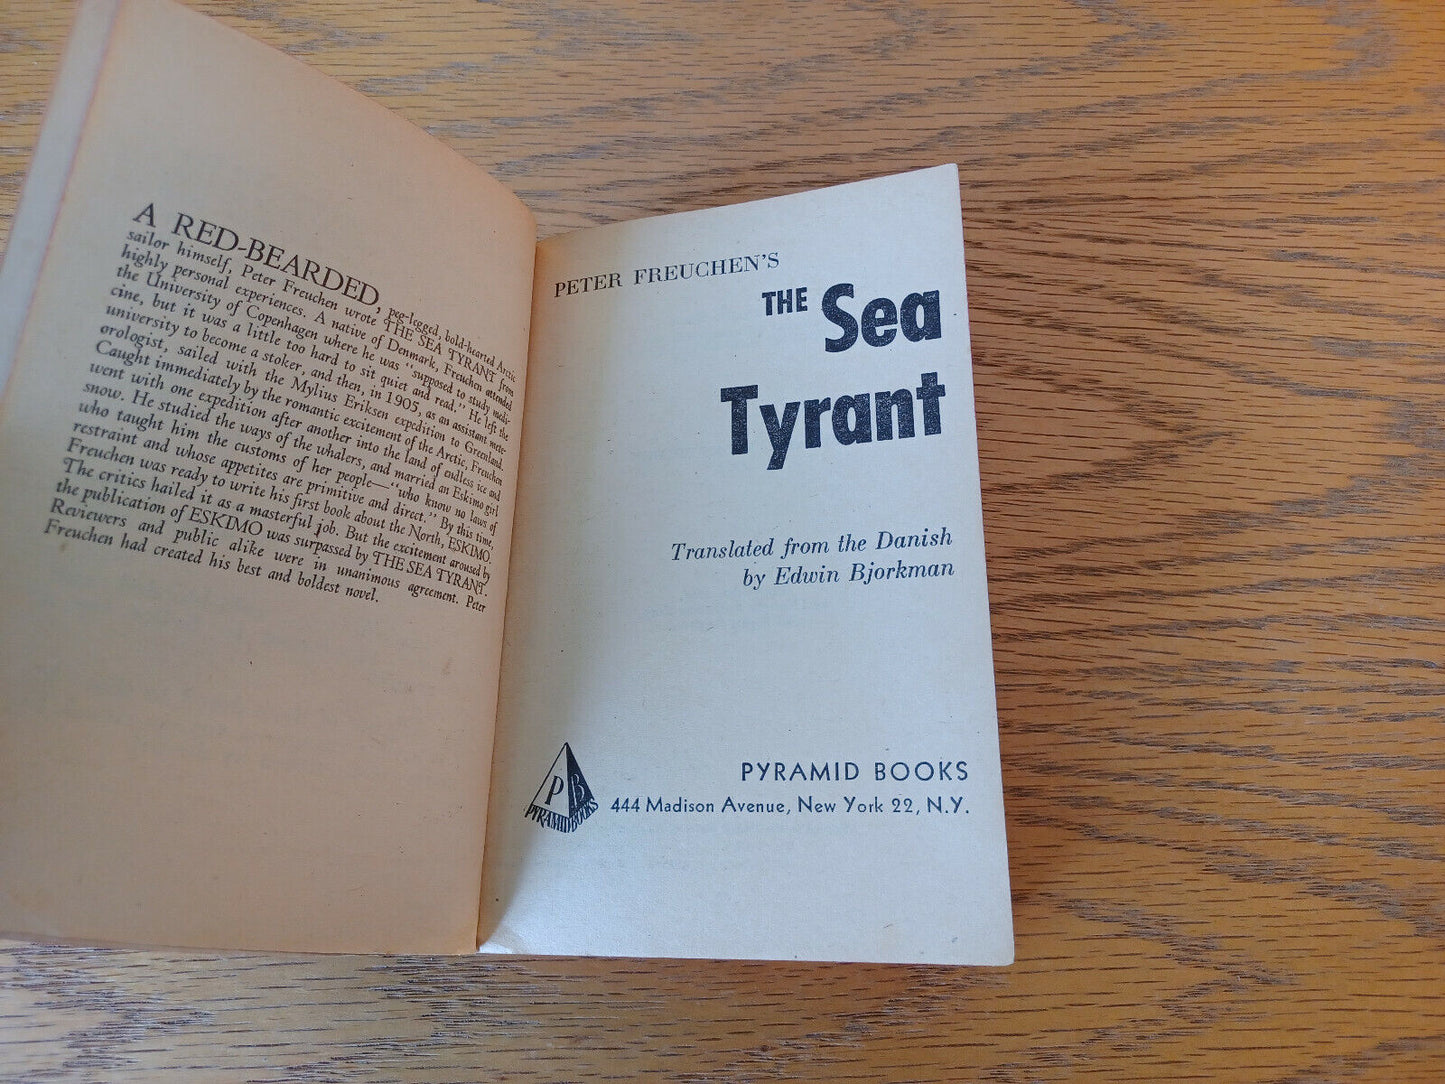 A RED-BEARDED peg-legged, bold-hearted Arctic
sailor himself, Peter Freuchen wrote THE SEA TYRANT from
highly personal experiences. A native of Denmark, Freuchen attended
the University of Copenhagen where he was "supposed to study medi-
cine, but it was a little too hard to sit quiet and read." He left the
university to become a stoker, and then, in 1905, as an assistant mete-
orologist, sailed with the Mylius Eriksen expedition to Greenland.
Caught immediately by the romantic excitement of the Arctic, Freuchen
went with one expedition after another into the land of endless ice and
snow. He studied the ways of the whalers, and married an Eskimo girl
who taught him the customs of her people—"who know no laws of
restraint and whose appetites are primitive and direct." By this time,
Freuchen was ready to write his first book about the North, ESKIMO.
The critics hailed it as a masterful job. But the excitement aroused by
the publication of ESKIMO was surpassed by THE SEA TYRANT.
Reviewers and public alike were in unanimous agreement. Peter
Freuchen had created his best and boldest novel.
PETER FREUCHEN'S
THE Sea
Tyrant
Translated from the Danish
by Edwin Bjorkman
P B
PYRAMID BOOKS
PYRAMID BOOKS
444 Madison Avenue, New York 22, N.Y.